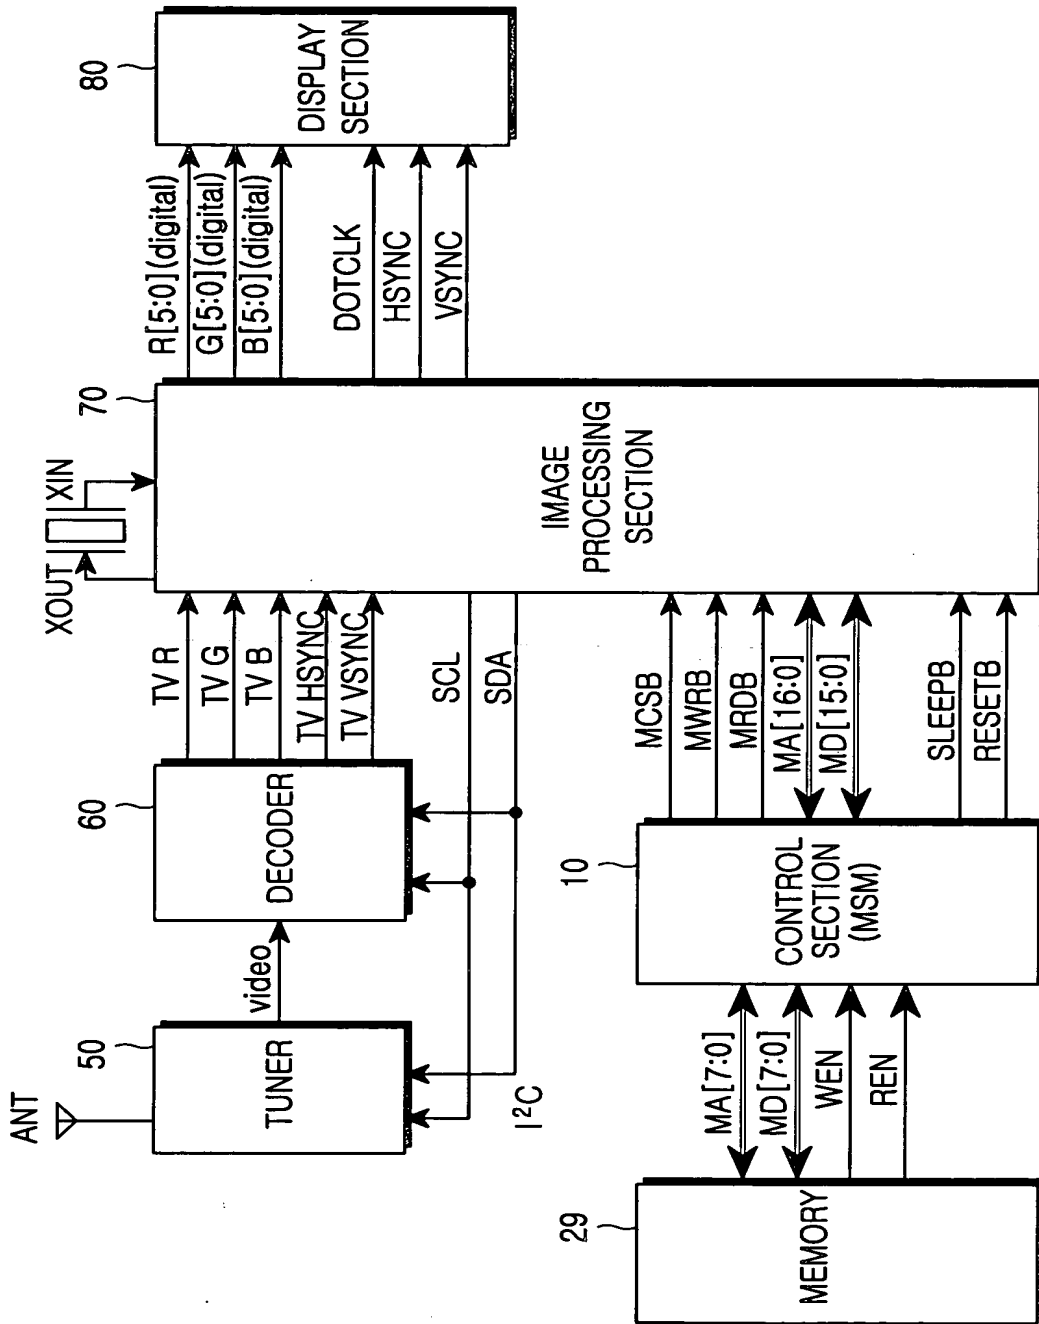 ANT
50
TUNER
video
60
DECODER
TV R
TV G
TV B
TV HSYNC
TV VSYNC
SCL
SDA
I²C
XOUT
XIN
70
IMAGE
PROCESSING
SECTION
R[5:0](digital)
G[5:0](digital)
B[5:0](digital)
DOTCLK
HSYNC
VSYNC
80
DISPLAY
SECTION
29
MEMORY
MA[7:0]
MD[7:0]
WEN
REN
10
CONTROL
SECTION
(MSM)
MCSB
MWRB
MRDB
MA[16:0]
MD[15:0]
SLEEPB
RESETB